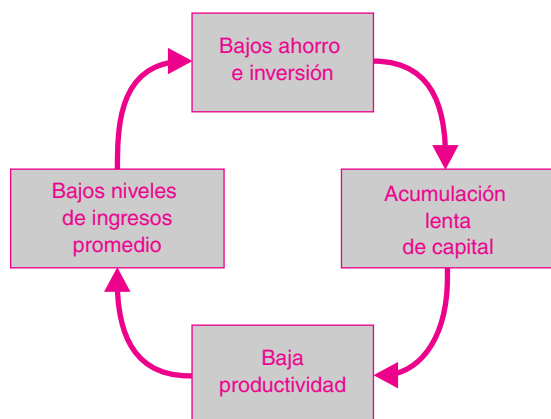 Bajos ahorro
e inversión
Bajos niveles
de ingresos
promedio
Acumulación
lenta
de capital
Baja
productividad